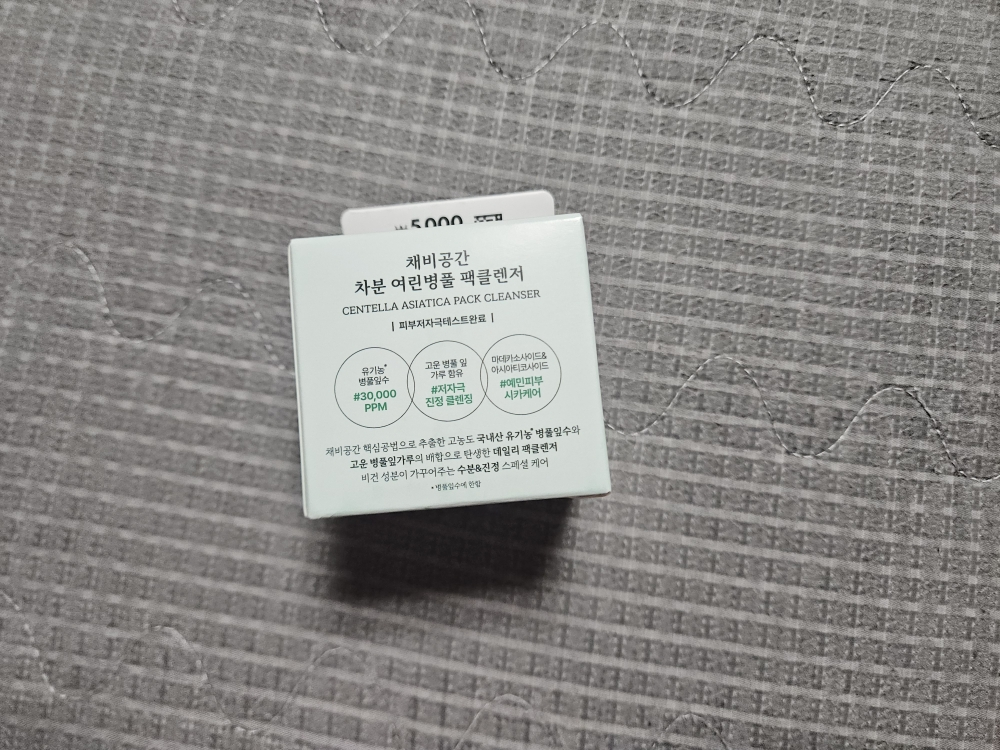 ₩5,000
채비공간
차분 여린병풀 팩클렌저
CENTELLA ASIATICA PACK CLEANSER
| 피부저자극테스트완료 |
유기농*
병풀잎수
#30,000
PPM
고운 병풀 잎
가루 함유
#저자극
진정 클렌징
마데카소사이드&
아시아티코사이드
#예민피부
시카케어
채비공간 핵심공법으로 추출한 고농도 국내산 유기농* 병풀잎수와
고운 병풀잎가루의 배합으로 탄생한 데일리 팩클렌저
비건 성분이 가꾸어주는 수분&진정 스페셜 케어
* 병풀잎수에 한함